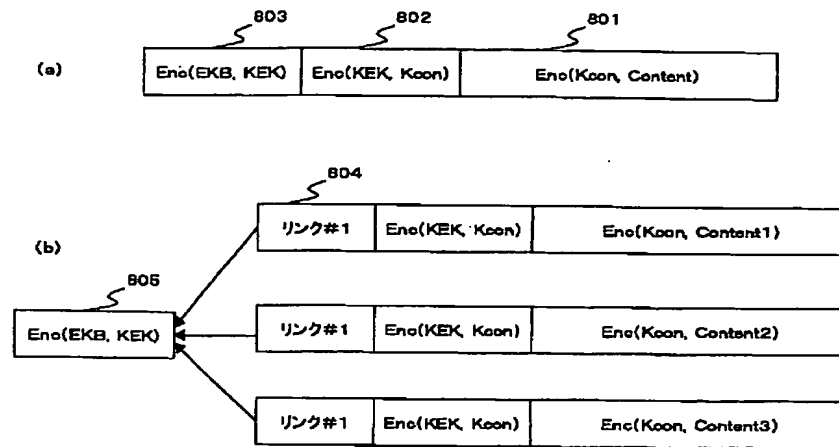 803 802 801
(a)
Enc(EKB, KEK) Enc(KEK, Kcon) Enc(Kcon, Content)
804
リンク#1 Enc(KEK, Kcon) Enc(Kcon, Content1)
(b)
805
Enc(EKB, KEK)
リンク#1 Enc(KEK, Kcon) Enc(Kcon, Content2)
リンク#1 Enc(KEK, Kcon) Enc(Kcon, Content3)